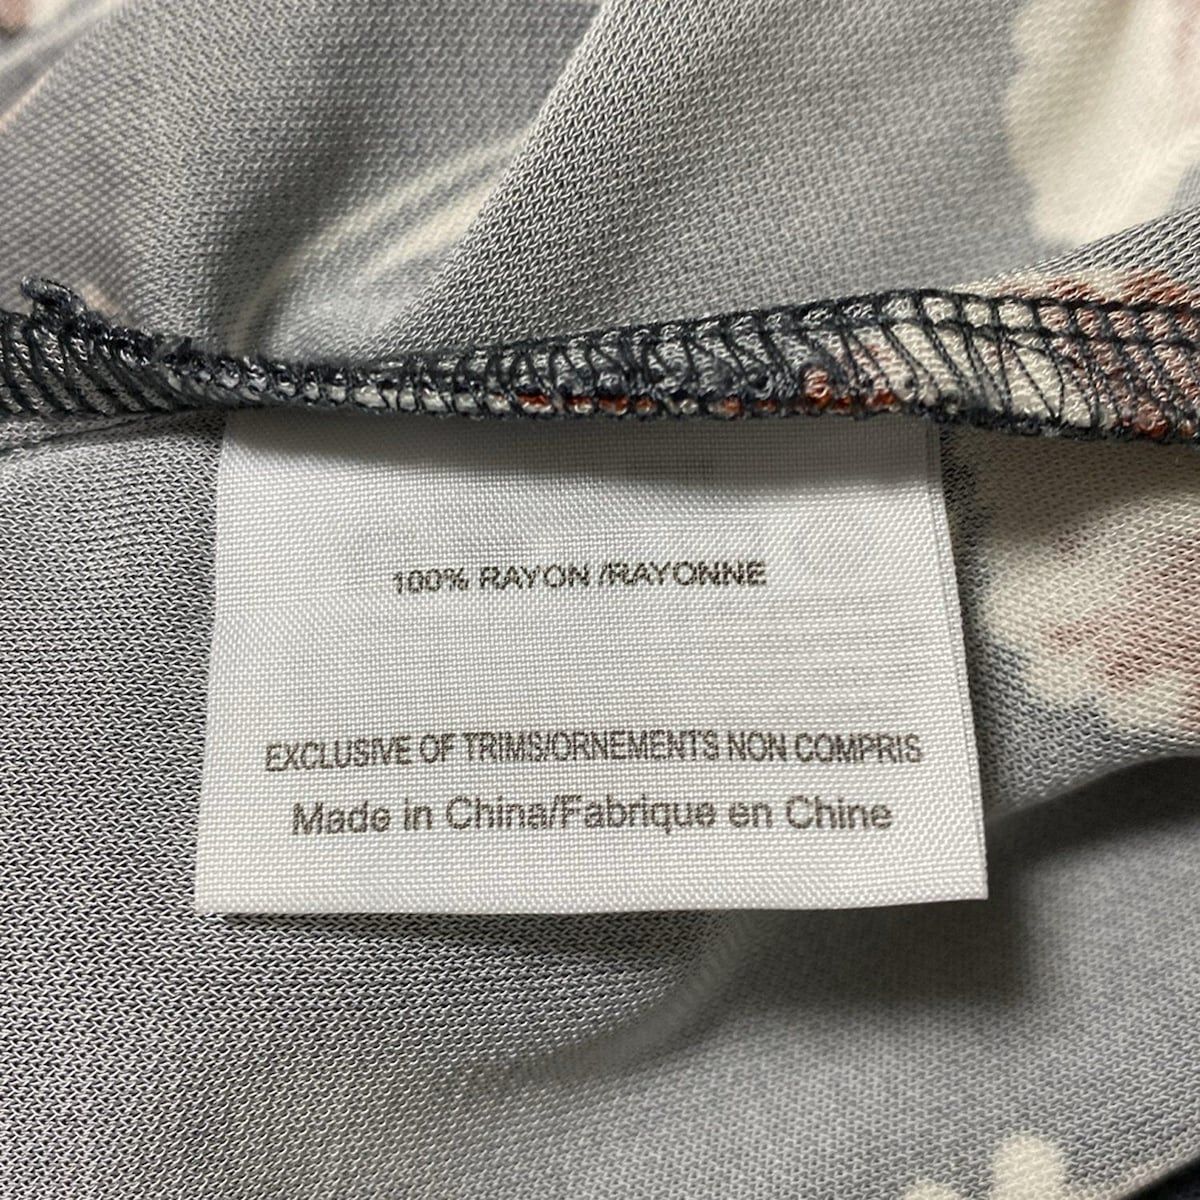 100% RAYON /RAYONNE
EXCLUSIVE OF TRIMS/ORNEMENTS NON COMPRIS
Made in China/Fabrique en Chine